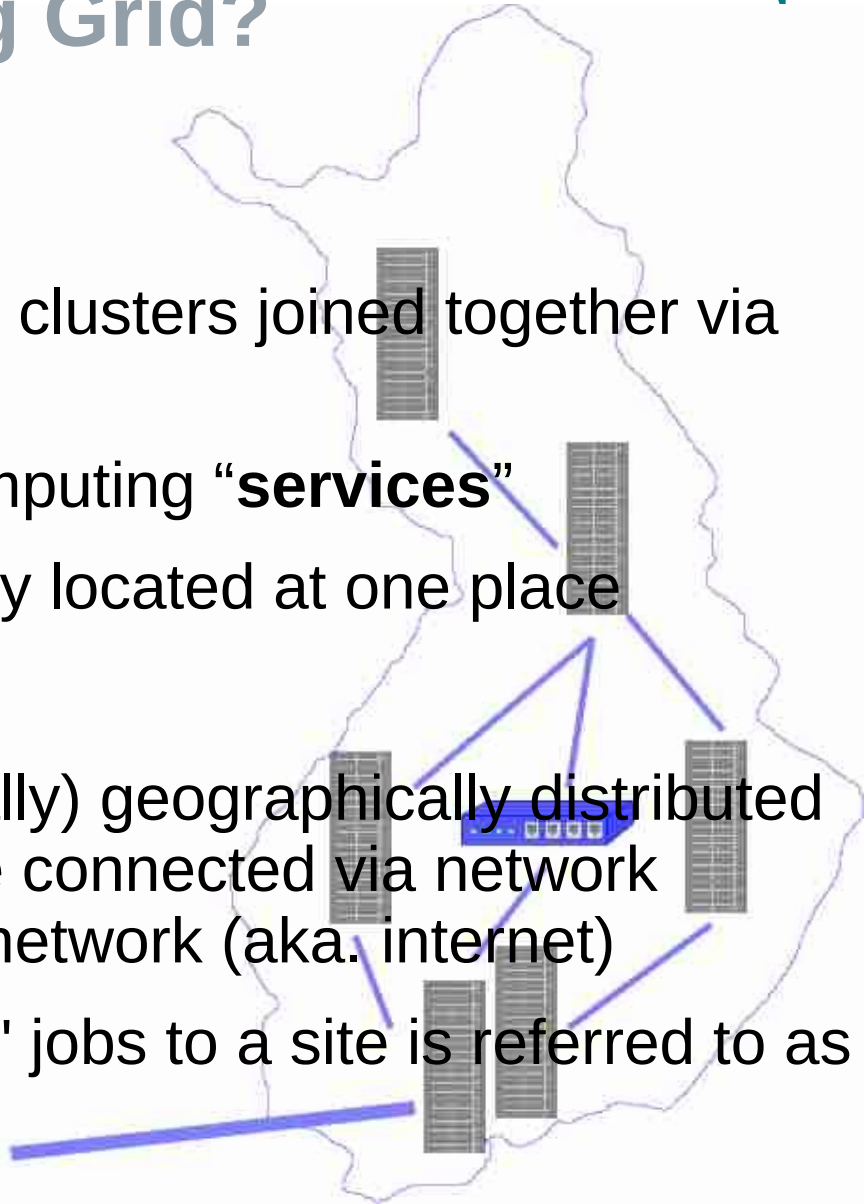 g Grid?
clusters joined together via
mputing “services”
y located at one place
lly) geographically distributed
e connected via network
network (aka. internet)
" jobs to a site is referred to as